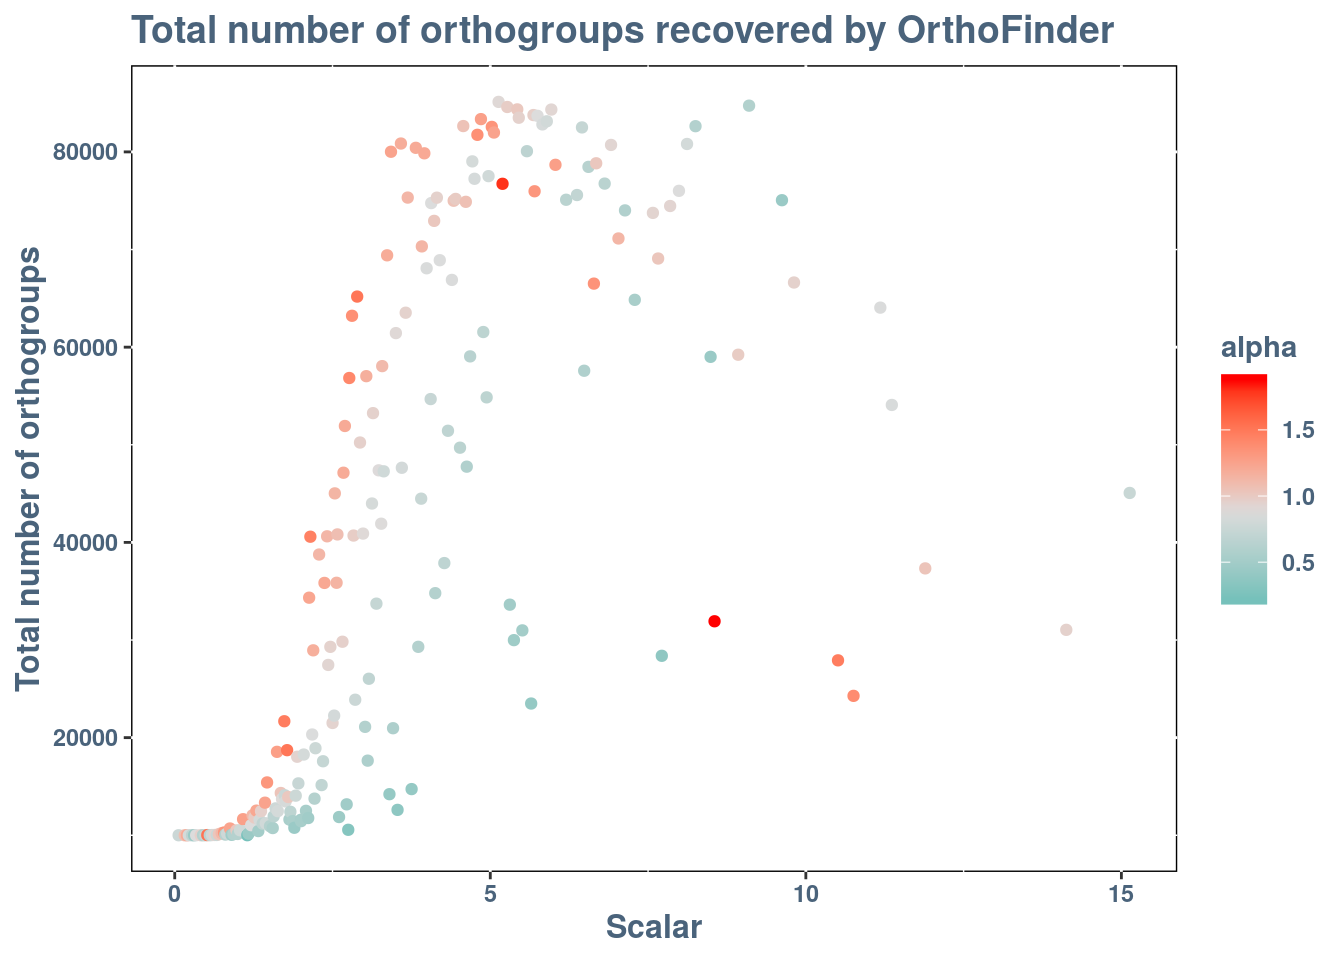 Total number of orthogroups recovered by OrthoFinder
Total number of orthogroups
80000
60000
40000
20000
0
5
10
15
Scalar
alpha
1.5
1.0
0.5